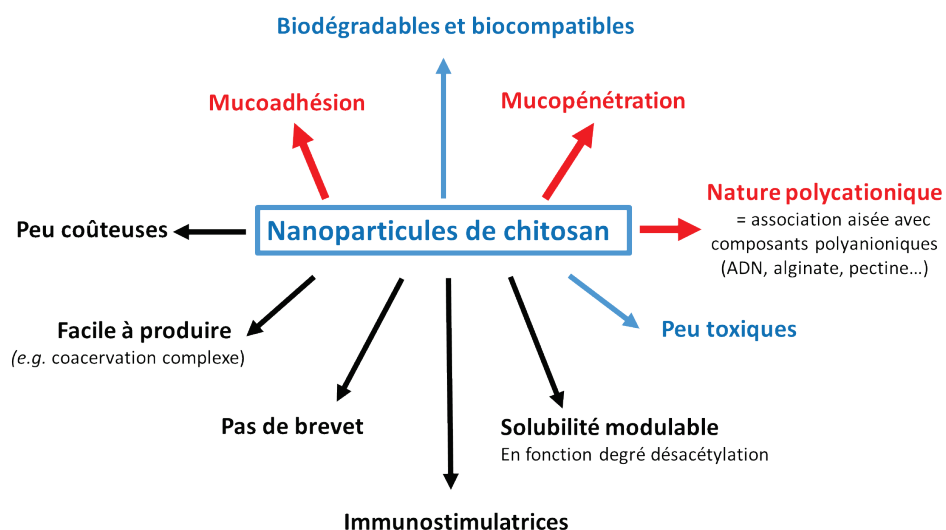 Biodégradables et biocompatibles
Mucoadhésion
Mucopénétration
Nature polycationique
= association aisée avec
composants polyanioniques
(ADN, alginate, pectine…)
Peu coûteuses
Nanoparticules de chitosan
Facile à produire
(e.g. coacervation complexe)
Peu toxiques
Pas de brevet
Solubilité modulable
En fonction degré désacétylation
Immunostimulatrices